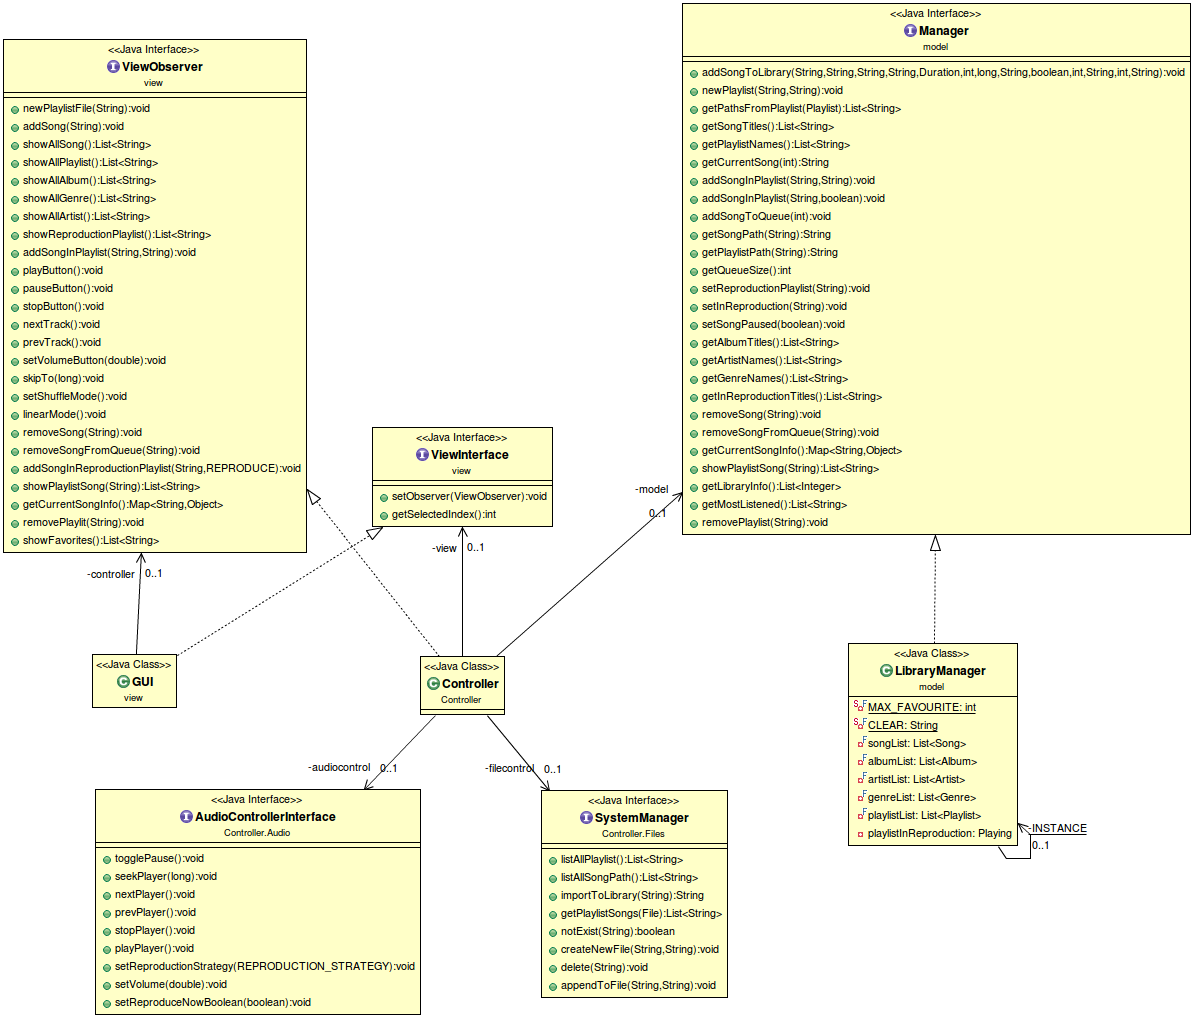 <<Java Interface>>
ViewObserver
view
newPlaylistFile(String):void
addSong(String):void
showAllSong():List<String>
showAllPlaylist():List<String>
showAllAlbum():List<String>
showAllGenre():List<String>
showAllArtist():List<String>
showReproductionPlaylist():List<String>
addSongInPlaylist(String,String):void
playButton():void
pauseButton():void
stopButton():void
nextTrack():void
prevTrack():void
setVolumeButton(double):void
skipTo(long):void
setShuffleMode():void
linearMode():void
removeSong(String):void
removeSongFromQueue(String):void
addSongInReproductionPlaylist(String,REPRODUCE):void
showPlaylistSong(String):List<String>
getCurrentSongInfo():Map<String,Object>
removePlaylit(String):void
showFavorites():List<String>
<<Java Interface>>
Manager
model
addSongToLibrary(String,String,String,String,Duration,int,long,String,boolean,int,String,int,String):void
newPlaylist(String,String):void
getPathsFromPlaylist(Playlist):List<String>
getSongTitles():List<String>
getPlaylistNames():List<String>
getCurrentSong(int):String
addSongInPlaylist(String,String):void
addSongInPlaylist(String,boolean):void
addSongToQueue(int):void
getSongPath(String):String
getPlaylistPath(String):String
getQueueSize():int
setReproductionPlaylist(String):void
setInReproduction(String):void
setSongPaused(boolean):void
getAlbumTitles():List<String>
getArtistNames():List<String>
getGenreNames():List<String>
getInReproductionTitles():List<String>
removeSong(String):void
removeSongFromQueue(String):void
getCurrentSongInfo():Map<String,Object>
showPlaylistSong(String):List<String>
getLibraryInfo():List<Integer>
getMostListened():List<String>
removePlaylist(String):void
<<Java Interface>>
ViewInterface
view
setObserver(ViewObserver):void
getSelectedIndex():int
-model
0..1
-view 0..1
-controller 0..1
<<Java Class>>
GUI
view
<<Java Class>>
Controller
Controller
<<Java Class>>
LibraryManager
model
MAX_FAVOURITE: int
CLEAR: String
songList: List<Song>
albumList: List<Album>
artistList: List<Artist>
genreList: List<Genre>
playlistList: List<Playlist>
playlistInReproduction: Playing
-INSTANCE
0..1
-audiocontrol 0..1
-filecontrol 0..1
<<Java Interface>>
AudioControllerInterface
Controller.Audio
togglePause():void
seekPlayer(long):void
nextPlayer():void
prevPlayer():void
stopPlayer():void
playPlayer():void
setReproductionStrategy(REPRODUCTION_STRATEGY):void
setVolume(double):void
setReproduceNowBoolean(boolean):void
<<Java Interface>>
SystemManager
Controller.Files
listAllPlaylist():List<String>
listAllSongPath():List<String>
importToLibrary(String):String
getPlaylistSongs(File):List<String>
notExist(String):boolean
createNewFile(String,String):void
delete(String):void
appendToFile(String,String):void